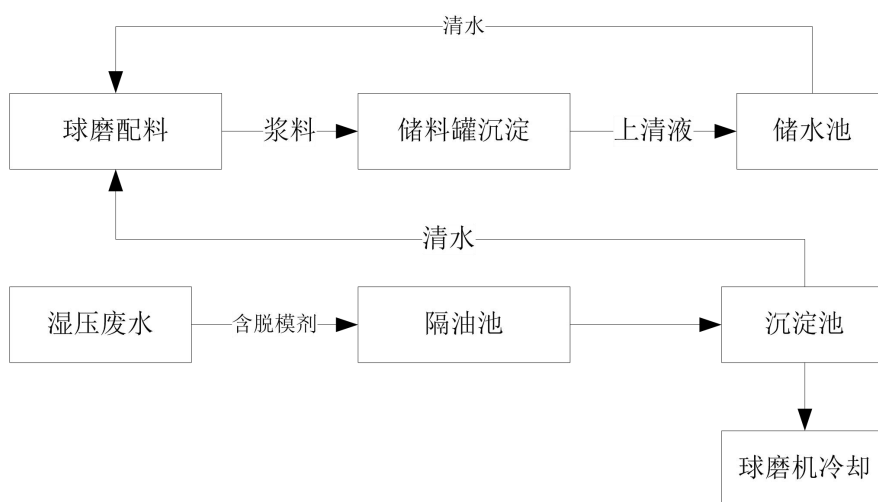 清水
球磨配料
浆料
储料罐沉淀
上清液
储水池
清水
湿压废水
含脱模剂
隔油池
沉淀池
球磨机冷却